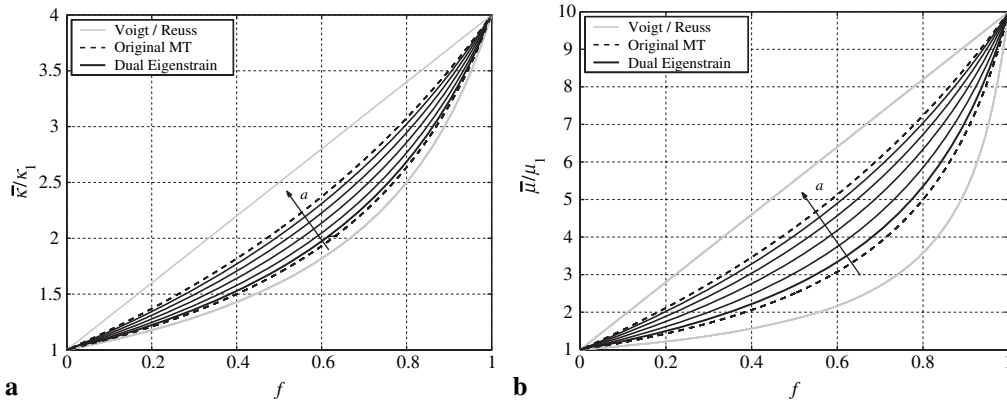 4
3.5
3
2.5
2
1.5
1
κ̄/κ1
Voigt / Reuss
Original MT
Dual Eigenstrain
a
0
0.2
0.4
0.6
0.8
1
f
a
10
9
8
7
6
5
4
3
2
1
μ̄/μ1
Voigt / Reuss
Original MT
Dual Eigenstrain
a
0
0.2
0.4
0.6
0.8
1
f
b